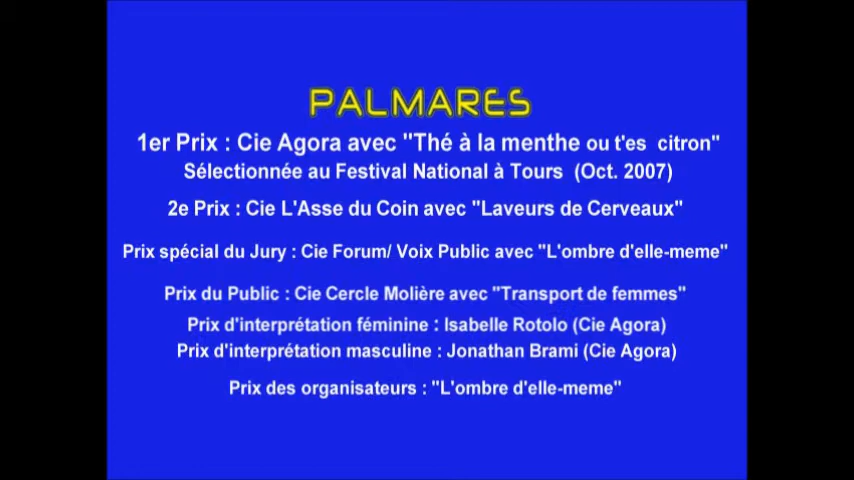 PALMARES
1er Prix : Cie Agora avec "Thé à la menthe ou t'es citron"
Sélectionnée au Festival National à Tours (Oct. 2007)
2e Prix : Cie L'Asse du Coin avec "Laveurs de Cerveaux"
Prix spécial du Jury : Cie Forum/ Voix Public avec "L'ombre d'elle-meme"
Prix du Public : Cie Cercle Molière avec "Transport de femmes"
Prix d'interprétation féminine : Isabelle Rotolo (Cie Agora)
Prix d'interprétation masculine : Jonathan Brami (Cie Agora)
Prix des organisateurs : "L'ombre d'elle-meme"